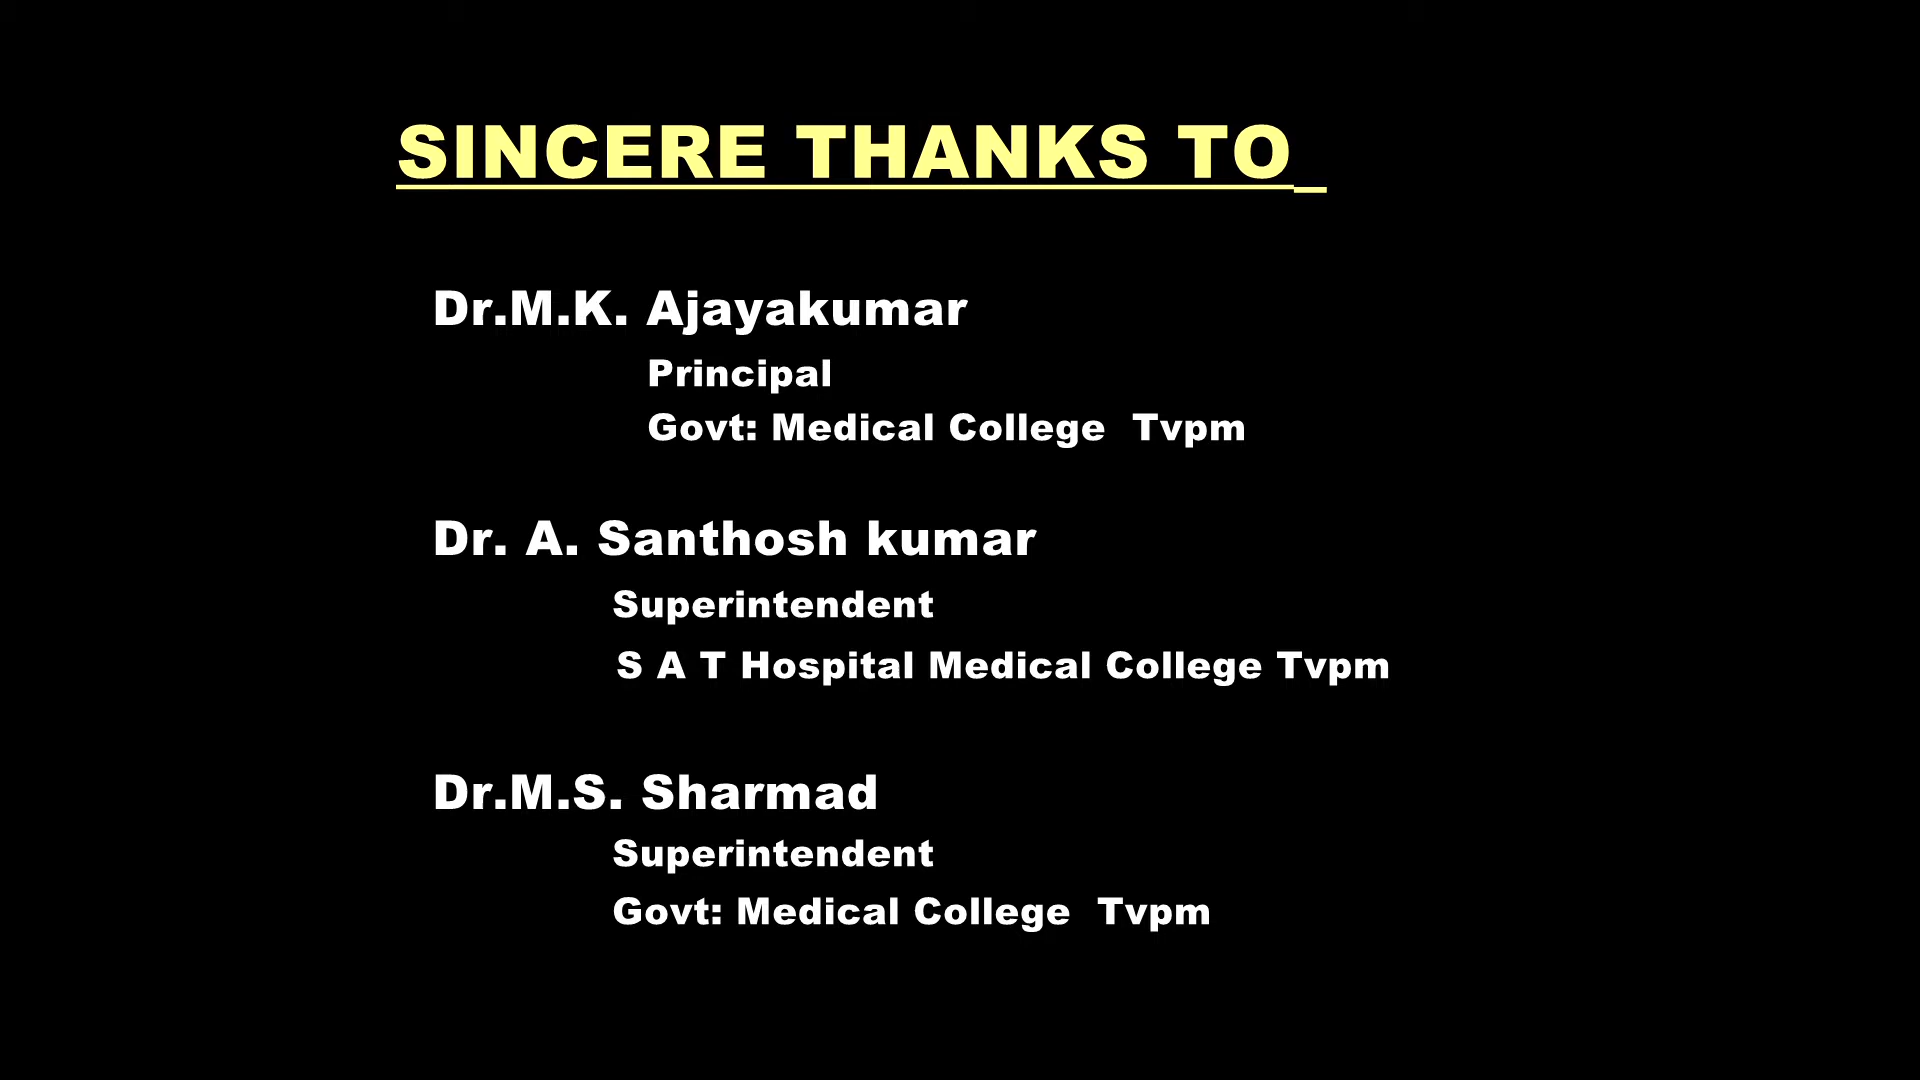 SINCERE THANKS TO_
Dr.M.K. Ajayakumar
Principal
Govt: Medical College Tvpm
Dr. A. Santhosh kumar
Superintendent
S A T Hospital Medical College Tvpm
Dr.M.S. Sharmad
Superintendent
Govt: Medical College Tvpm